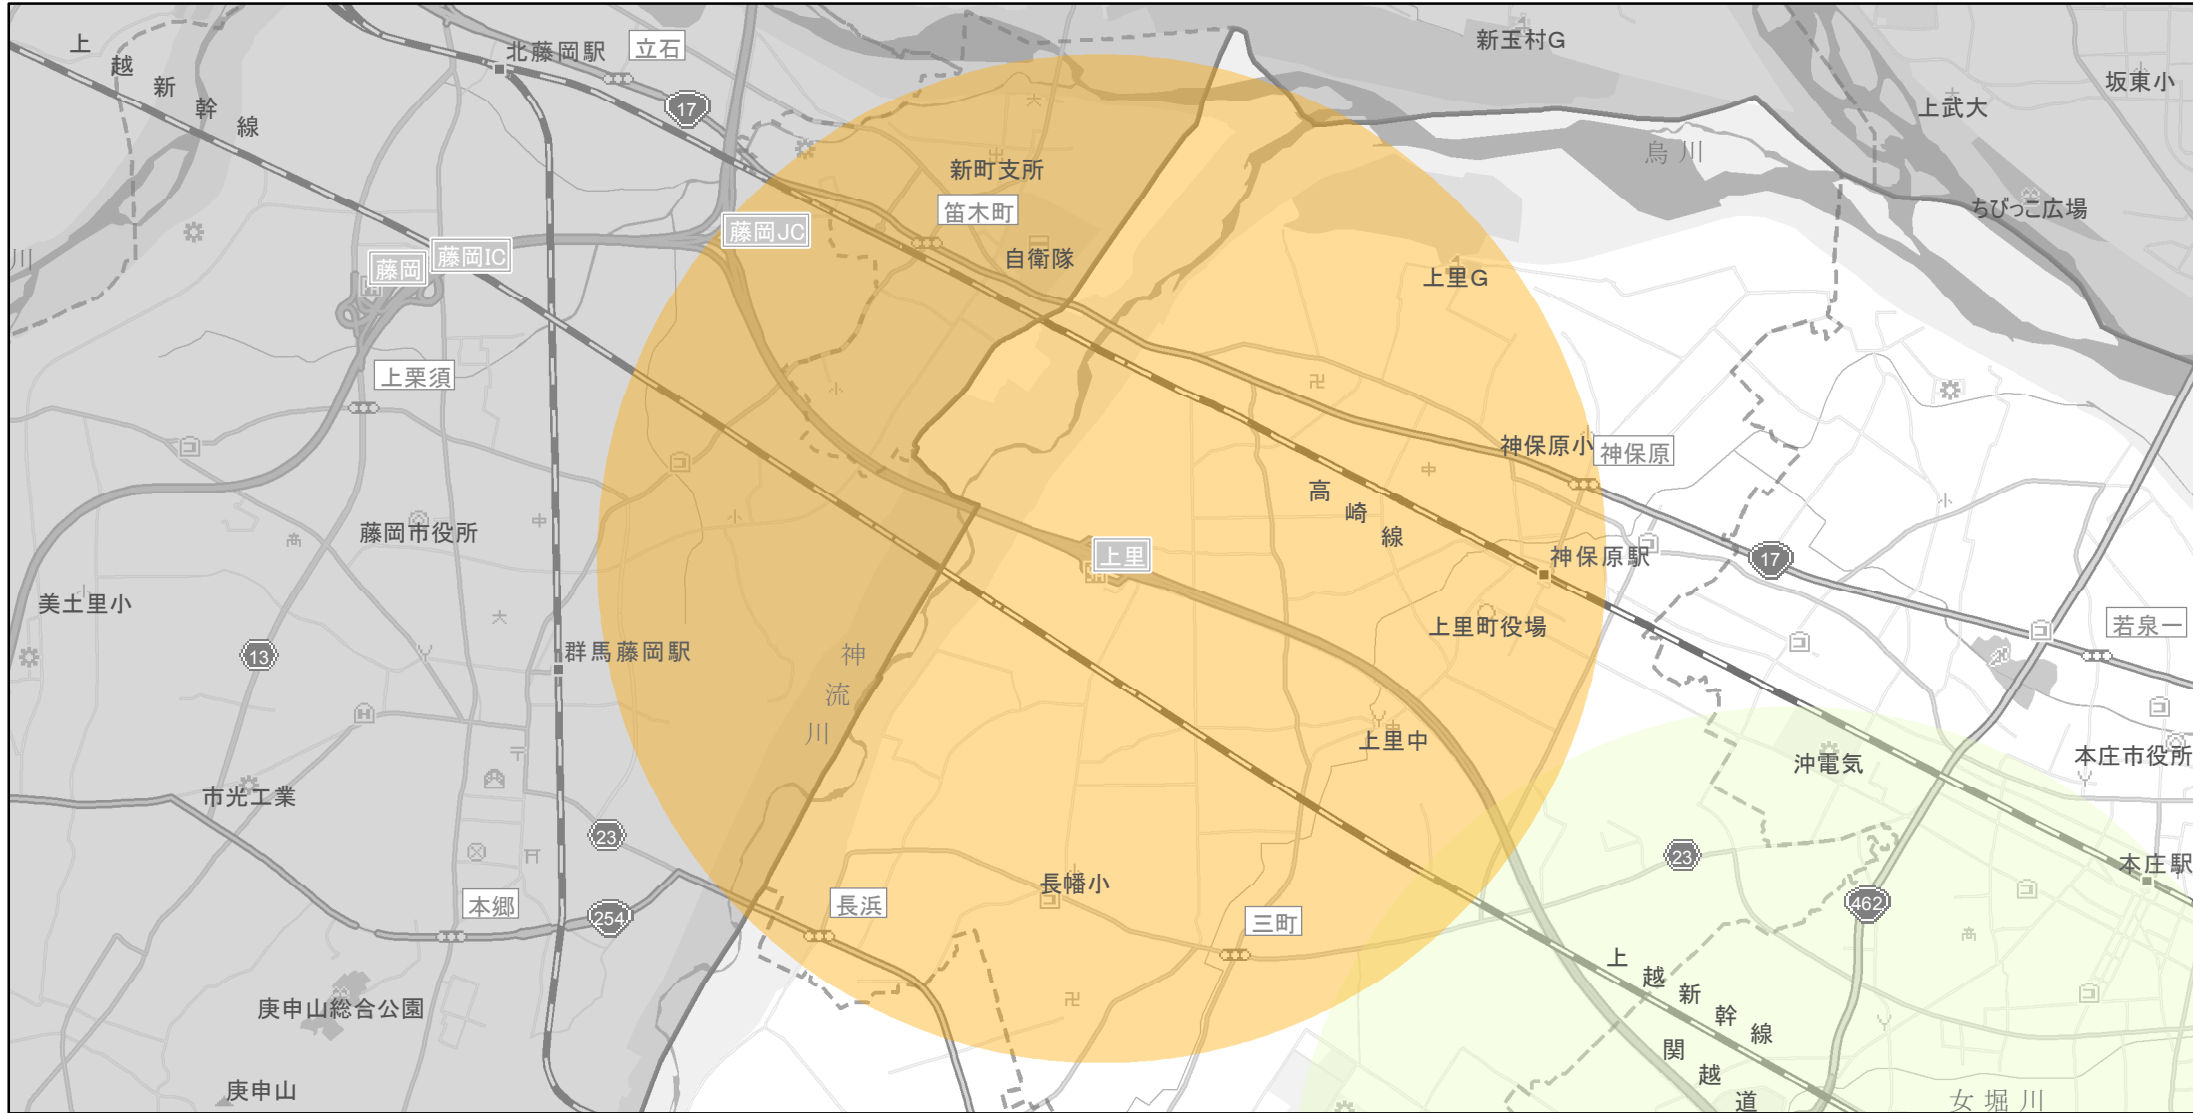 上越新幹線
北藤岡駅
立石
17
新玉村G
坂東小
上武大
烏川
ちびっこ広場
新町支所
笛木町
自衛隊
藤岡JC
藤岡IC
藤岡
川
上里G
上栗須
神保原小
神保原
高崎線
神保原駅
17
藤岡市役所
上里
美土里小
13
群馬藤岡駅
神流川
上里町役場
若泉一
上里中
沖電気
本庄市役所
市光工業
23
23
本庄駅
長幡小
本郷
254
長浜
三町
462
庚申山総合公園
上越新幹線
関越道
庚申山
女堀川